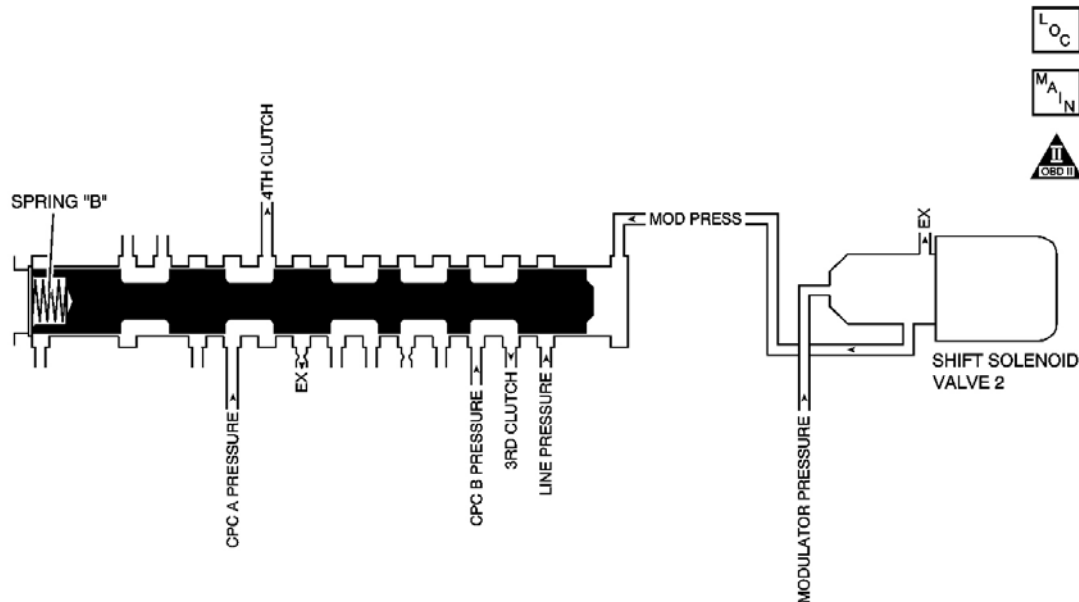 LOC
MAIN
II
OBD II
SPRING "B"
4TH CLUTCH
MOD PRESS
EX
SHIFT SOLENOID
VALVE 2
EX
CPC A PRESSURE
CPC B PRESSURE
3RD CLUTCH
LINE PRESSURE
MODULATOR PRESSURE